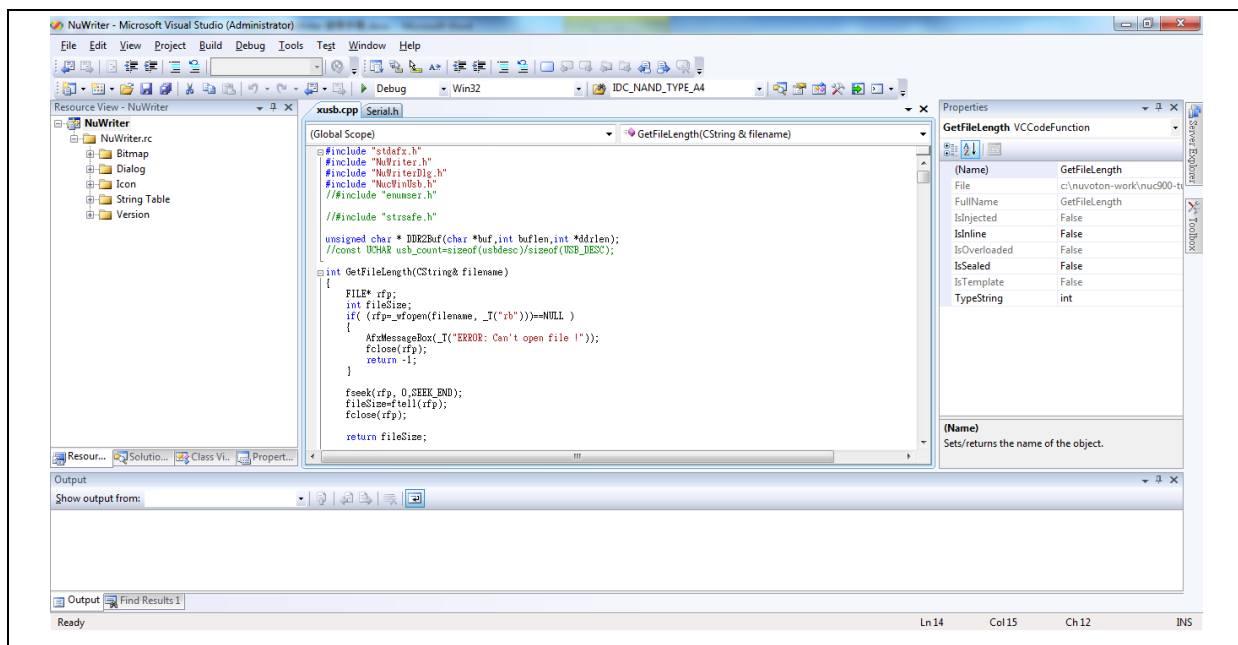 NuWriter - Microsoft Visual Studio (Administrator)
File Edit View Project Build Debug Tools Test Window Help
Debug Win32 IDC_NAND_TYPE_A4
Resource View - NuWriter
NuWriter
NuWriter.rc
Bitmap
Dialog
Icon
String Table
Version
Resour... Solutio... Class Vi.. Propert...
xusb.cpp Serial.h
(Global Scope) GetFileLength(CString & filename)
#include "stdafx.h"
#include "NuWriter.h"
#include "NuWriterDlg.h"
#include "NucWinUsb.h"
//#include "enumser.h"
//#include "strsafe.h"
unsigned char * DDR2Buf(char *buf,int buflen,int *ddrlen);
//const UCHAR usb_count=sizeof(usbdesc)/sizeof(USB_DESC);
int GetFileLength(CString& filename)
{
FILE* rfp;
int fileSize;
if( (rfp=_wfopen(filename, _T("rb")))==NULL )
{
AfxMessageBox(_T("ERROR: Can't open file !"));
fclose(rfp);
return -1;
}
fseek(rfp, 0,SEEK_END);
fileSize=ftell(rfp);
fclose(rfp);
return fileSize;
Properties
GetFileLength VCCodeFunction
(Name) GetFileLength
File c:\nuvoton-work\nuc900-tu
FullName GetFileLength
IsInjected False
IsInline False
IsOverloaded False
IsSealed False
IsTemplate False
TypeString int
(Name)
Sets/returns the name of the object.
Server Explorer
Toolbox
Output
Show output from:
Output Find Results 1
Ready Ln 14 Col 15 Ch 12 INS